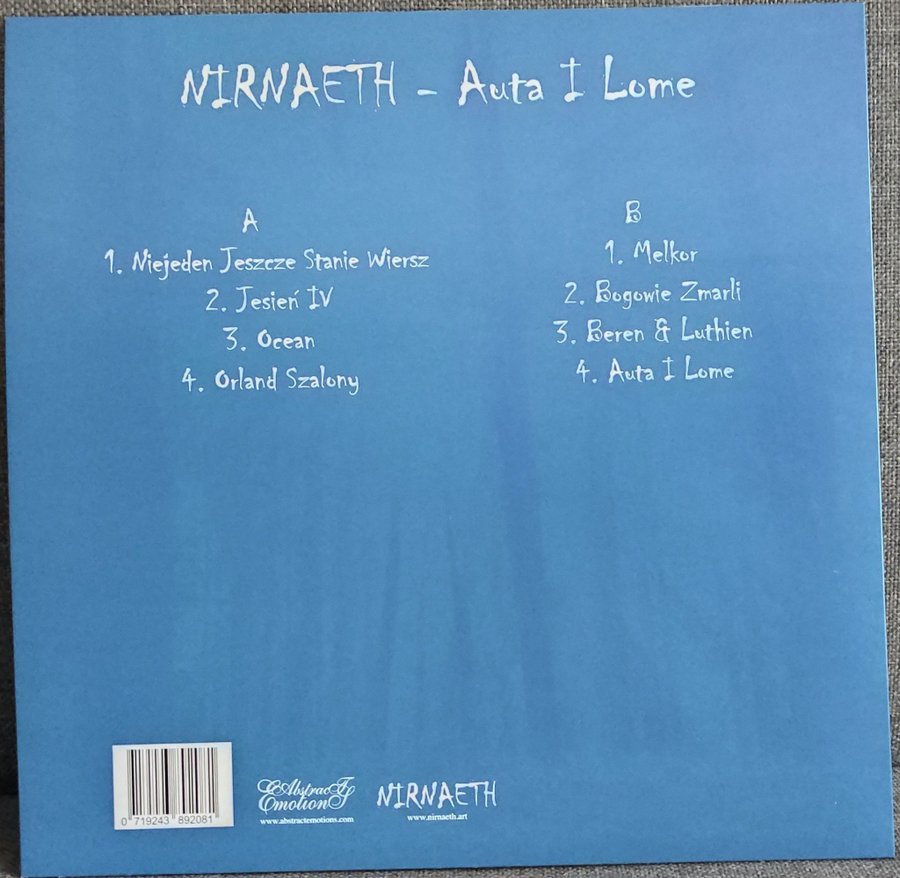 NIRNAETH - Auta I Lome
A
1. Niejeden Jeszcze Stanie Wiersz
2. Jesień IV
3. Ocean
4. Orland Szalony
B
1. Melkor
2. Bogowie Zmarli
3. Beren & Luthien
4. Auta I Lome
0 719243 892081
Abstract Emotions
www.abstractemotions.com
NIRNAETH
www.nirnaeth.art